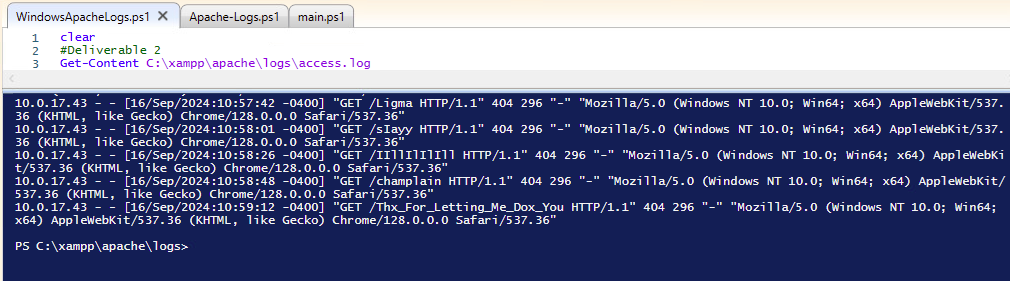 WindowsApacheLogs.ps1 X Apache-Logs.ps1 main.ps1
1 clear
2 #Deliverable 2
3 Get-Content C:\xampp\apache\logs\access.log
10.0.17.43 - - [16/Sep/2024:10:57:42 -0400] "GET /Ligma HTTP/1.1" 404 296 "-" "Mozilla/5.0 (Windows NT 10.0; Win64; x64) AppleWebKit/537.
36 (KHTML, like Gecko) Chrome/128.0.0.0 Safari/537.36"
10.0.17.43 - - [16/Sep/2024:10:58:01 -0400] "GET /sIayy HTTP/1.1" 404 296 "-" "Mozilla/5.0 (Windows NT 10.0; Win64; x64) AppleWebKit/537.
36 (KHTML, like Gecko) Chrome/128.0.0.0 Safari/537.36"
10.0.17.43 - - [16/Sep/2024:10:58:26 -0400] "GET /IIllIlIlIll HTTP/1.1" 404 296 "-" "Mozilla/5.0 (Windows NT 10.0; Win64; x64) AppleWebKi
t/537.36 (KHTML, like Gecko) Chrome/128.0.0.0 Safari/537.36"
10.0.17.43 - - [16/Sep/2024:10:58:48 -0400] "GET /champlain HTTP/1.1" 404 296 "-" "Mozilla/5.0 (Windows NT 10.0; Win64; x64) AppleWebKit/
537.36 (KHTML, like Gecko) Chrome/128.0.0.0 Safari/537.36"
10.0.17.43 - - [16/Sep/2024:10:59:12 -0400] "GET /Thx_For_Letting_Me_Dox_You HTTP/1.1" 404 296 "-" "Mozilla/5.0 (Windows NT 10.0; Win64;
x64) AppleWebKit/537.36 (KHTML, like Gecko) Chrome/128.0.0.0 Safari/537.36"
PS C:\xampp\apache\logs>